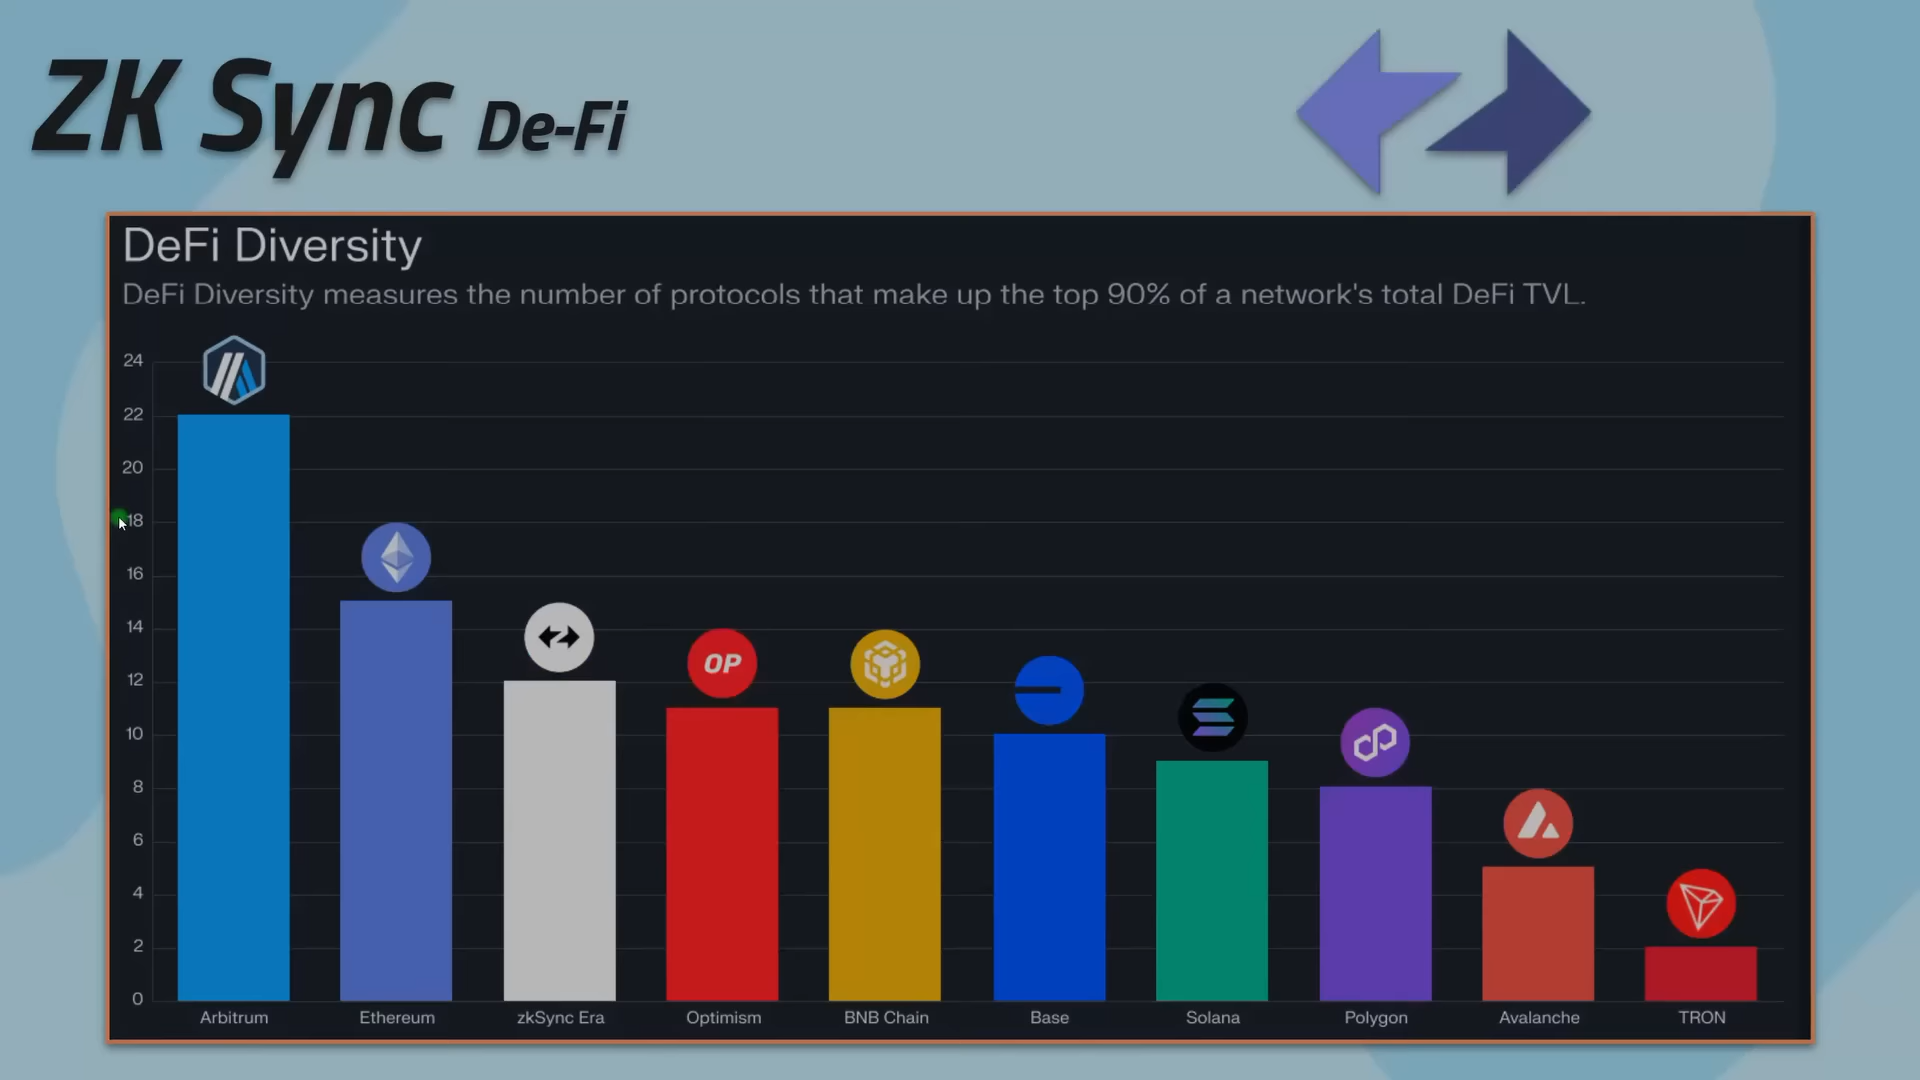 ZK Sync De-Fi
DeFi Diversity
DeFi Diversity measures the number of protocols that make up the top 90% of a network's total DeFi TVL.
24
22
20
18
16
14
12
10
8
6
4
2
0
OP
Arbitrum Ethereum zkSync Era Optimism BNB Chain Base Solana Polygon Avalanche TRON